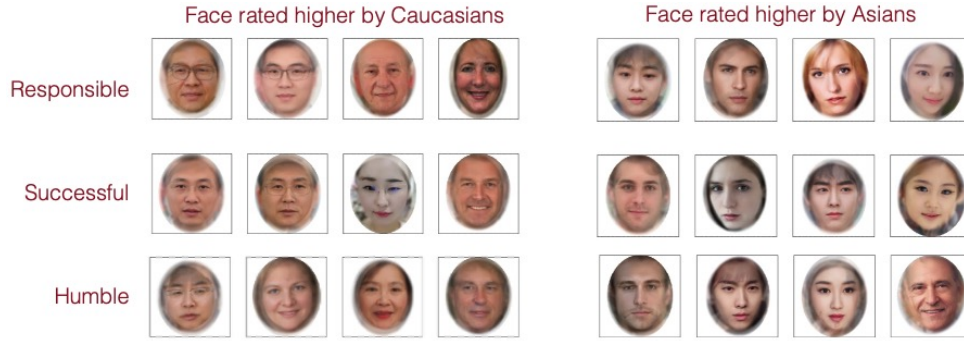 Face rated higher by Caucasians
Face rated higher by Asians
Responsible
Successful
Humble